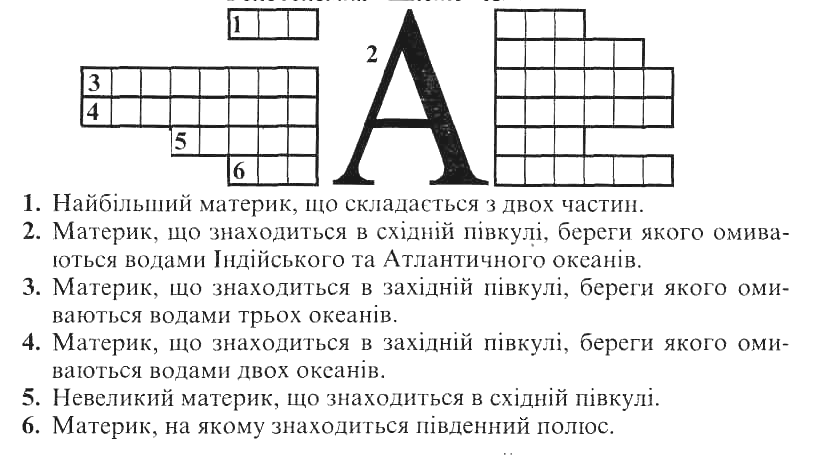 1
2
А
3
4
5
6
1. Найбільший материк, що складається з двох частин.
2. Материк, що знаходиться в східній півкулі, береги якого омива-
ються водами Індійського та Атлантичного океанів.
3. Материк, що знаходиться в західній півкулі, береги якого оми-
ваються водами трьох океанів.
4. Материк, що знаходиться в західній півкулі, береги якого оми-
ваються водами двох океанів.
5. Невеликий материк, що знаходиться в східній півкулі.
6. Материк, на якому знаходиться південний полюс.